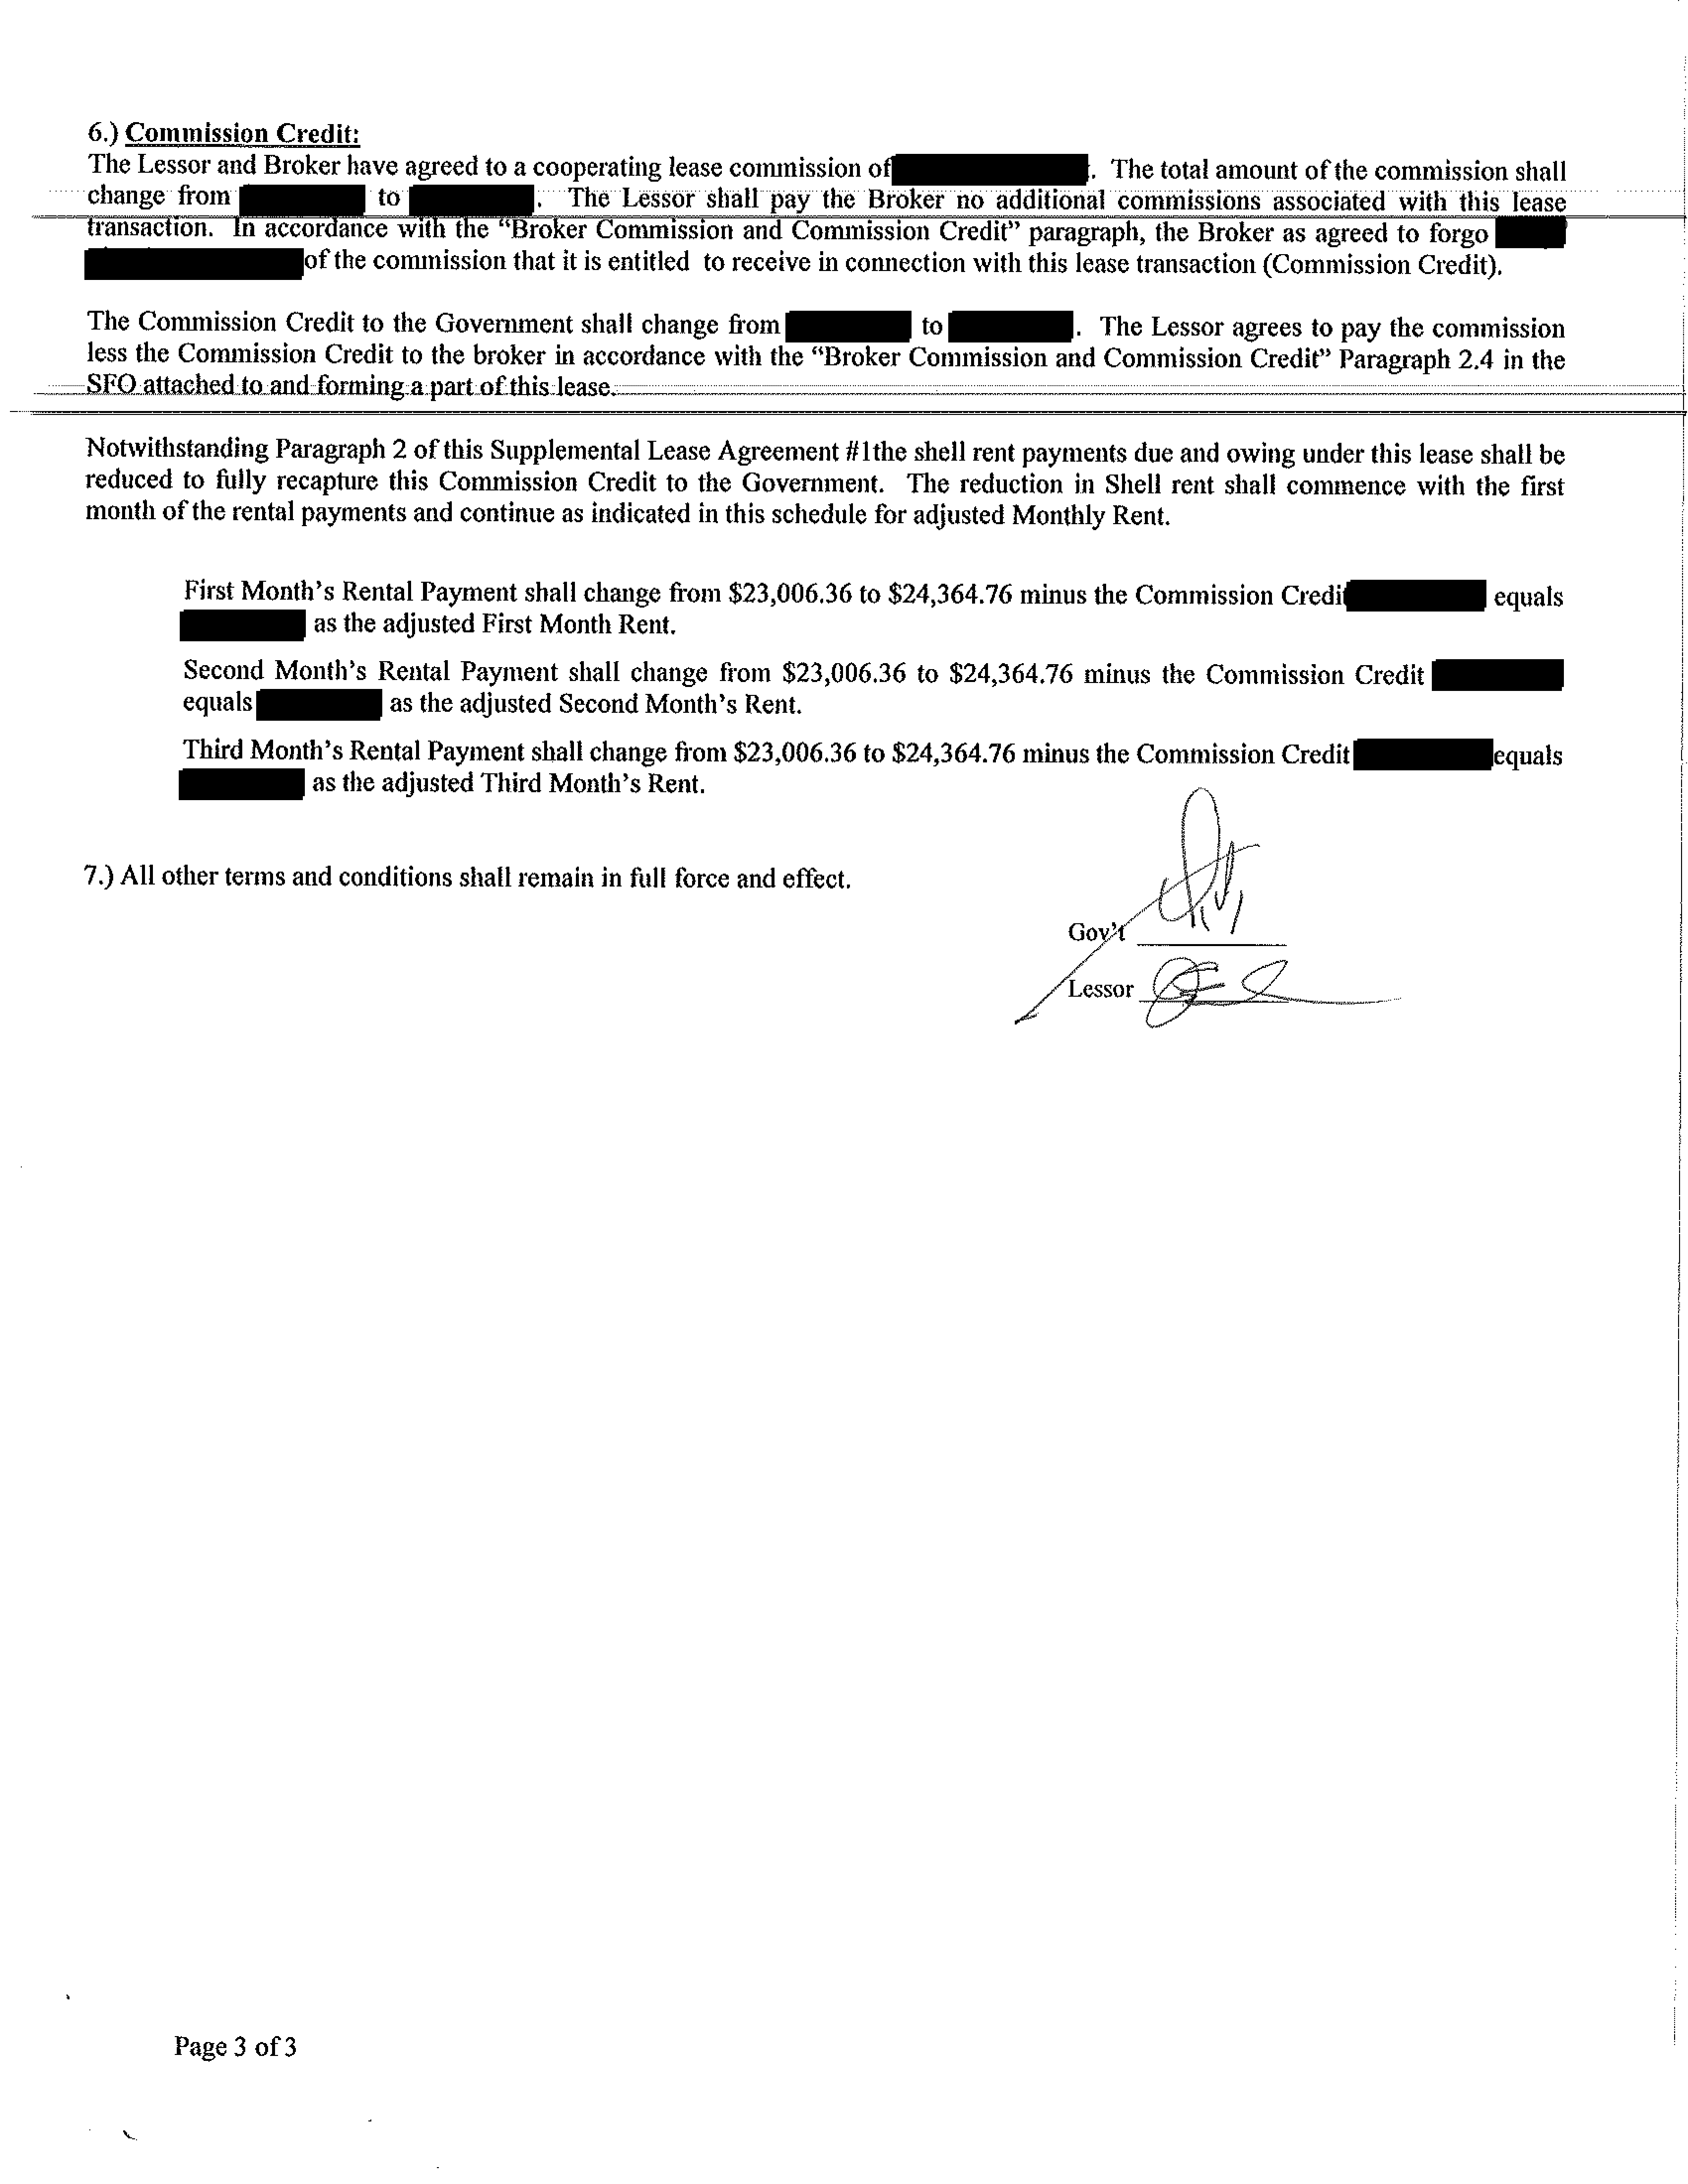 6.) Commission Credit:
The Lessor and Broker have agreed to a cooperating lease commission of . The total amount of the commission shall
change from to . The Lessor shall pay the Broker no additional commissions associated with this lease
transaction. In accordance with the “Broker Commission and Commission Credit” paragraph, the Broker as agreed to forgo
of the commission that it is entitled to receive in connection with this lease transaction (Commission Credit).
The Commission Credit to the Government shall change from to . The Lessor agrees to pay the commission
less the Commission Credit to the broker in accordance with the “Broker Commission and Commission Credit” Paragraph 2.4 in the
SFO attached to and forming a part of this lease.
Notwithstanding Paragraph 2 of this Supplemental Lease Agreement #1the shell rent payments due and owing under this lease shall be
reduced to fully recapture this Commission Credit to the Government. The reduction in Shell rent shall commence with the first
month of the rental payments and continue as indicated in this schedule for adjusted Monthly Rent.
First Month’s Rental Payment shall change from $23,006.36 to $24,364.76 minus the Commission Credi equals
as the adjusted First Month Rent.
Second Month’s Rental Payment shall change from $23,006.36 to $24,364.76 minus the Commission Credit
equals as the adjusted Second Month’s Rent.
Third Month’s Rental Payment shall change from $23,006.36 to $24,364.76 minus the Commission Credit equals
as the adjusted Third Month’s Rent.
7.) All other terms and conditions shall remain in full force and effect.
Gov’t
Lessor
Page 3 of 3